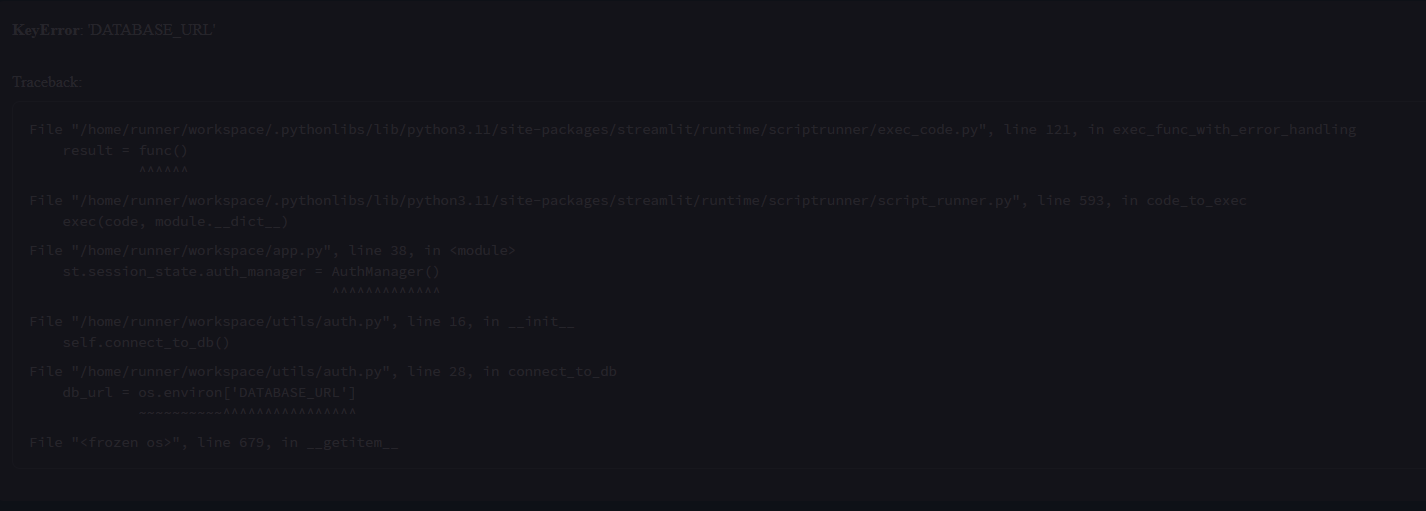 KeyError: 'DATABASE_URL'
Traceback:
File "/home/runner/workspace/.pythonlibs/lib/python3.11/site-packages/streamlit/runtime/scriptrunner/exec_code.py", line 121, in exec_func_with_error_handling
    result = func()
             ^^^^^^
File "/home/runner/workspace/.pythonlibs/lib/python3.11/site-packages/streamlit/runtime/scriptrunner/script_runner.py", line 593, in code_to_exec
    exec(code, module.__dict__)
File "/home/runner/workspace/app.py", line 38, in <module>
    st.session_state.auth_manager = AuthManager()
                                    ^^^^^^^^^^^^^
File "/home/runner/workspace/utils/auth.py", line 16, in __init__
    self.connect_to_db()
File "/home/runner/workspace/utils/auth.py", line 28, in connect_to_db
    db_url = os.environ['DATABASE_URL']
             ~~~~~~~~~~^^^^^^^^^^^^^^^^
File "<frozen os>", line 679, in __getitem__